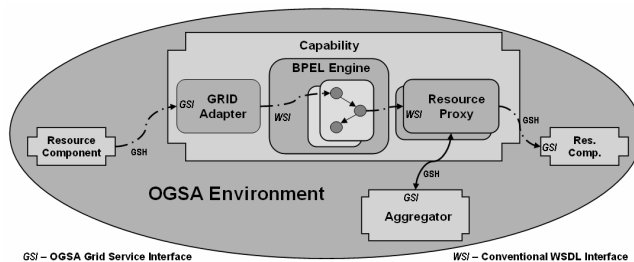 Capability
BPEL Engine
GSI
GRID
Adapter
WSI
WSI
Resource
Proxy
GSH
Resource
Component
GSH
GSI
Res.
Comp.
GSH
OGSA Environment
GSI
Aggregator
GSI – OGSA Grid Service Interface
WSI – Conventional WSDL Interface